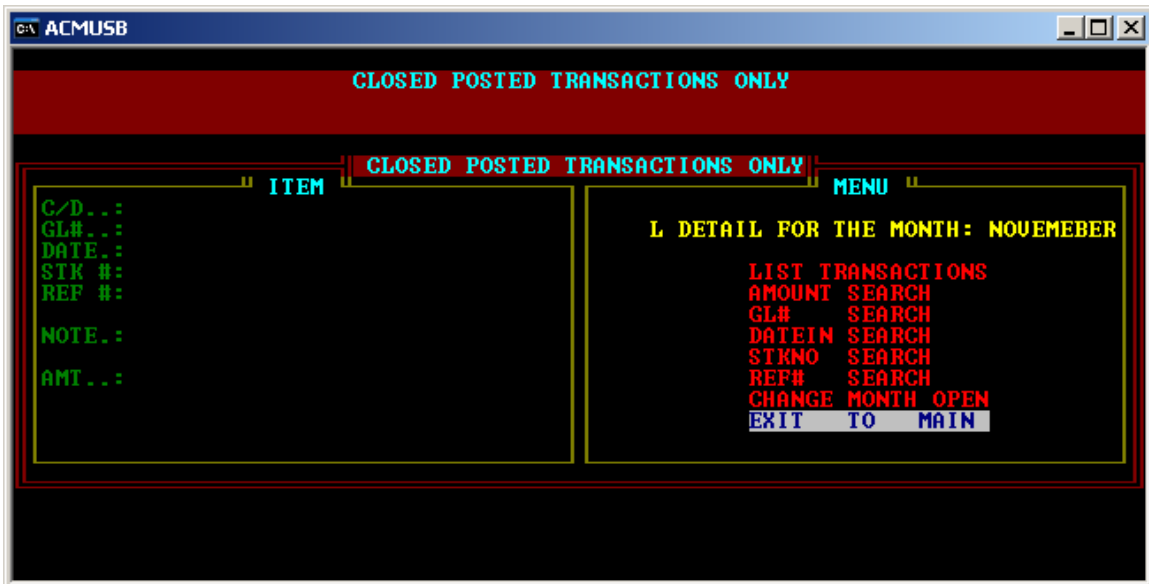 C:\ ACMUSB
CLOSED POSTED TRANSACTIONS ONLY
CLOSED POSTED TRANSACTIONS ONLY
ITEM
C/D..:
GL#..:
DATE.:
STK #:
REF #:
NOTE.:
AMT..:
MENU
L DETAIL FOR THE MONTH: NOVEMEBER
LIST TRANSACTIONS
AMOUNT SEARCH
GL# SEARCH
DATEIN SEARCH
STKNO SEARCH
REF# SEARCH
CHANGE MONTH OPEN
EXIT TO MAIN